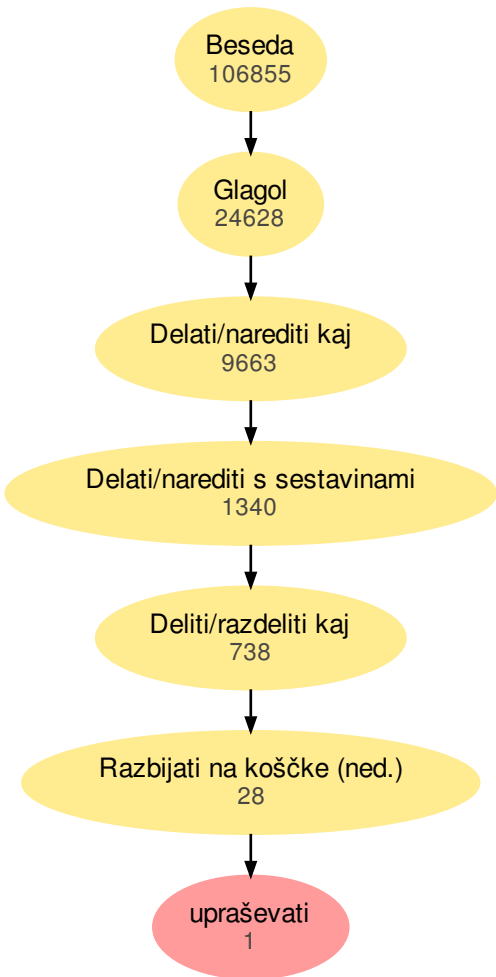 Beseda
106855
Glagol
24628
Delati/narediti kaj
9663
Delati/narediti s sestavinami
1340
Deliti/razdeliti kaj
738
Razbijati na koščke (ned.)
28
upraševati
1